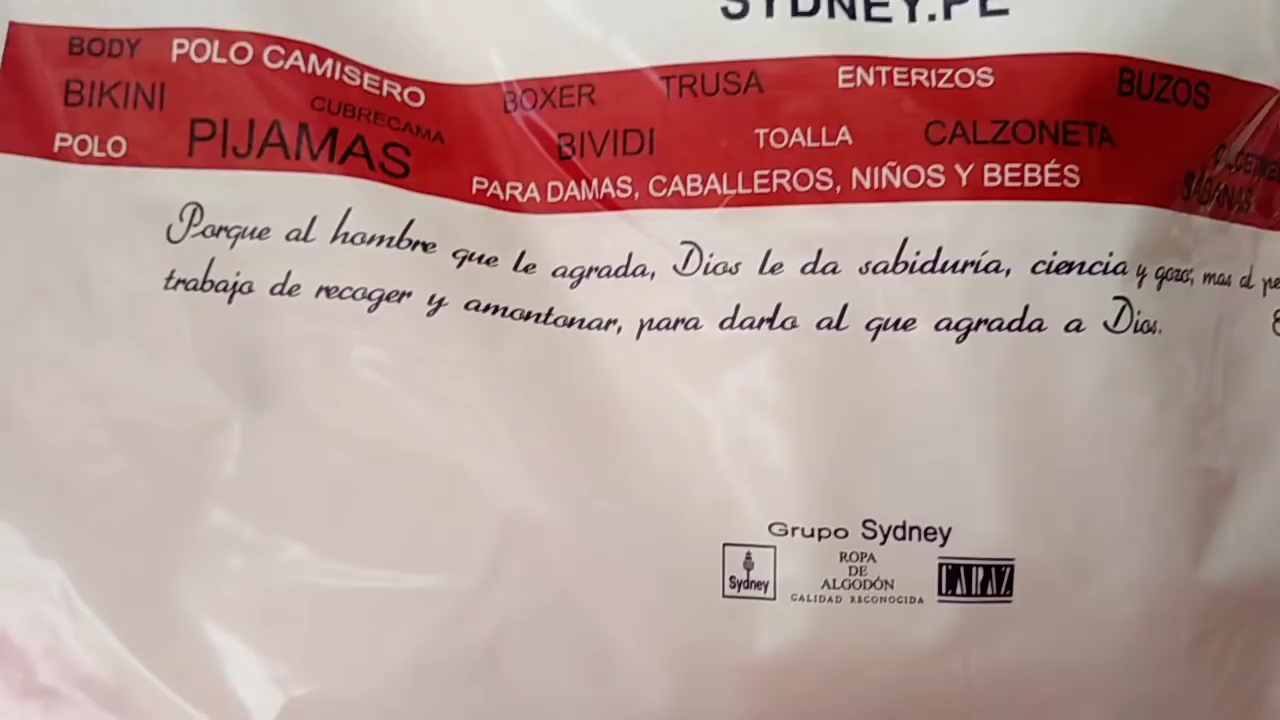 SYDNEY.PE
BODY POLO CAMISERO BOXER TRUSA ENTERIZOS BUZOS
BIKINI CUBRECAMA BIVIDI TOALLA CALZONETA
POLO PIJAMAS PARA DAMAS, CABALLEROS, NIÑOS Y BEBÉS SÁBANAS
Porque al hombre que le agrada, Dios le da sabiduría, ciencia y gozo; mas al pe
trabajo de recoger y amontonar, para darlo al que agrada a Dios.
Grupo Sydney
Sydney
ROPA
DE
ALGODÓN
CALIDAD RECONOCIDA
CAPAZ